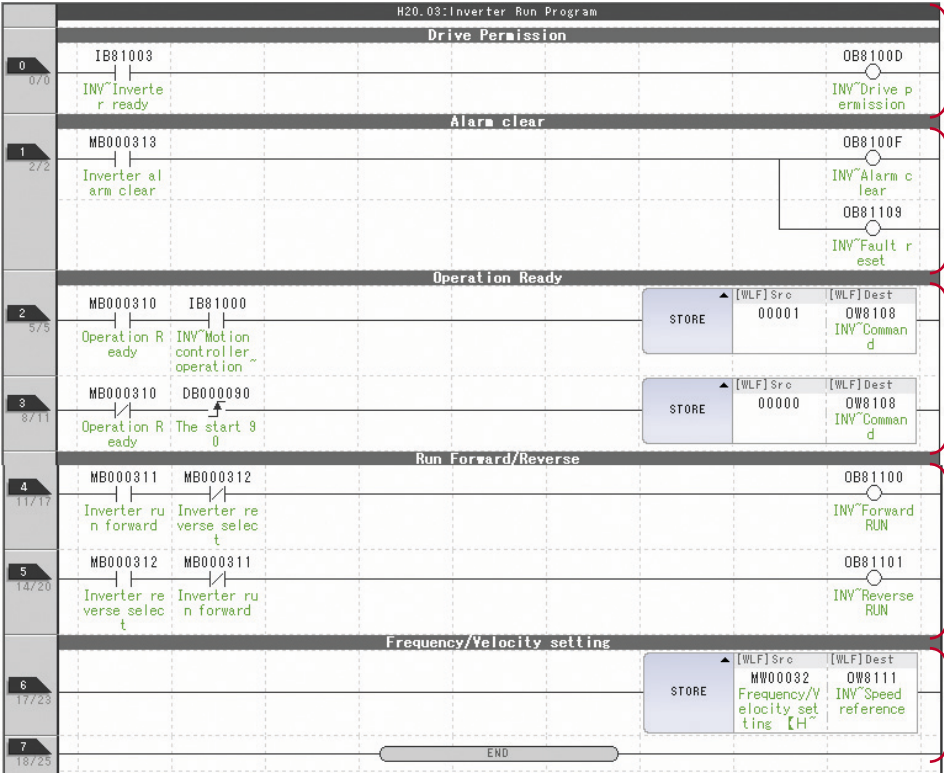 H20.03:Inverter Run Program
Drive Permission
0
0/0
IB81003
INV~Inverte
r ready
OB8100D
INV~Drive p
ermission
Alarm clear
1
2/2
MB000313
Inverter al
arm clear
OB8100F
INV~Alarm c
lear
OB81109
INV~Fault r
eset
Operation Ready
2
5/5
MB000310
Operation R
eady
IB81000
INV~Motion
controller
operation ~
STORE
[WLF]Src
00001
[WLF]Dest
OW8108
INV~Comman
d
3
8/11
MB000310
Operation R
eady
DB000090
The start 9
0
STORE
[WLF]Src
00000
[WLF]Dest
OW8108
INV~Comman
d
Run Forward/Reverse
4
11/17
MB000311
Inverter ru
n forward
MB000312
Inverter re
verse selec
t
OB81100
INV~Forward
RUN
5
14/20
MB000312
Inverter re
verse selec
t
MB000311
Inverter ru
n forward
OB81101
INV~Reverse
RUN
Frequency/Velocity setting
6
17/23
STORE
[WLF]Src
MW00032
Frequency/V
elocity set
ting 【H~
[WLF]Dest
OW8111
INV~Speed
reference
7
18/25
END